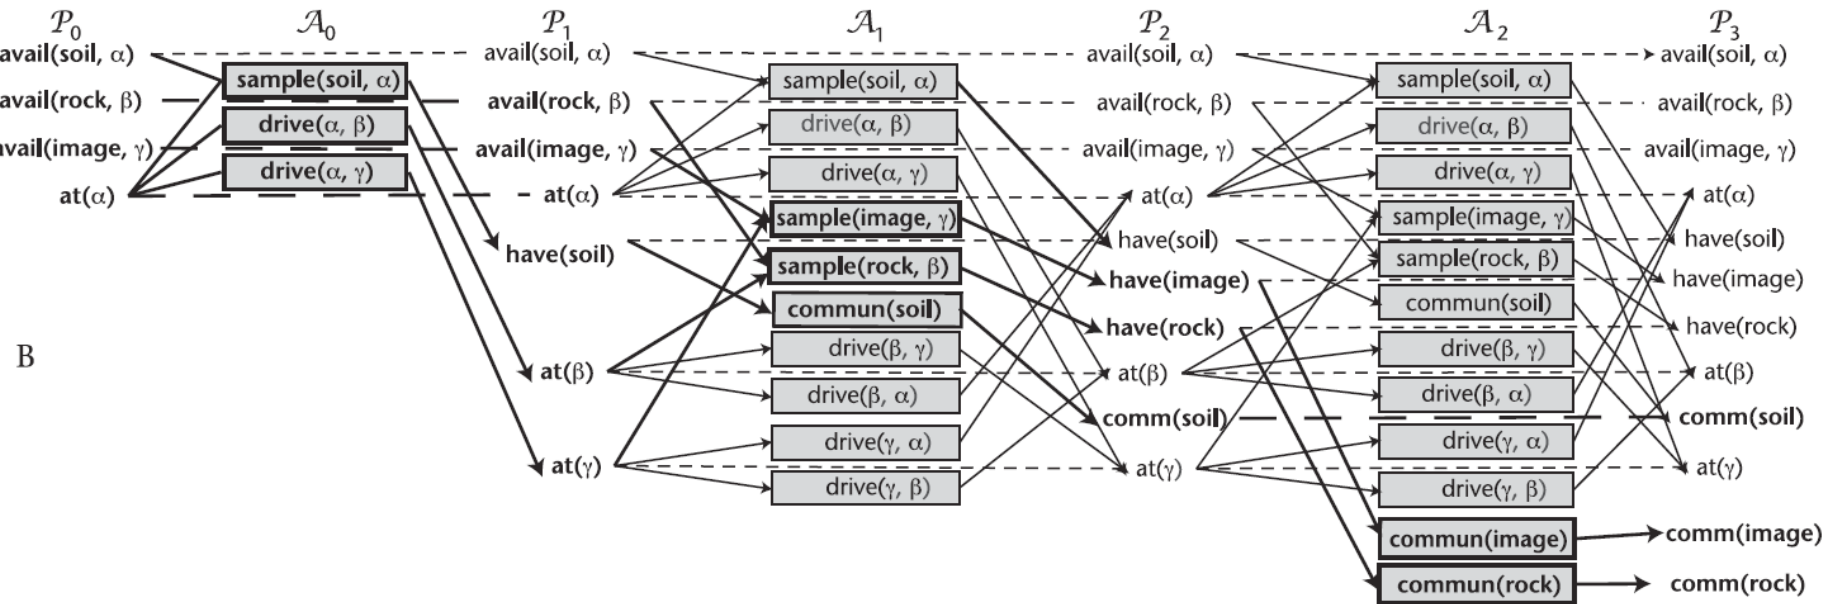 P0 A0 P1 A1 P2 A2 P3
avail(soil, α) avail(soil, α) avail(soil, α) avail(soil, α)
sample(soil, α) sample(soil, α) sample(soil, α)
avail(rock, β) avail(rock, β) avail(rock, β) avail(rock, β)
drive(α, β) drive(α, β) drive(α, β)
avail(image, γ) avail(image, γ) avail(image, γ) avail(image, γ)
drive(α, γ) drive(α, γ) drive(α, γ)
at(α) at(α) at(α) at(α)
sample(image, γ) sample(image, γ)
have(soil) have(soil) have(soil)
sample(rock, β) sample(rock, β)
have(image) have(image)
commun(soil) commun(soil)
have(rock) have(rock)
B drive(β, γ) drive(β, γ)
at(β) at(β) at(β)
drive(β, α) drive(β, α)
comm(soil) comm(soil)
drive(γ, α) drive(γ, α)
at(γ) at(γ) at(γ)
drive(γ, β) drive(γ, β)
commun(image) comm(image)
commun(rock) comm(rock)